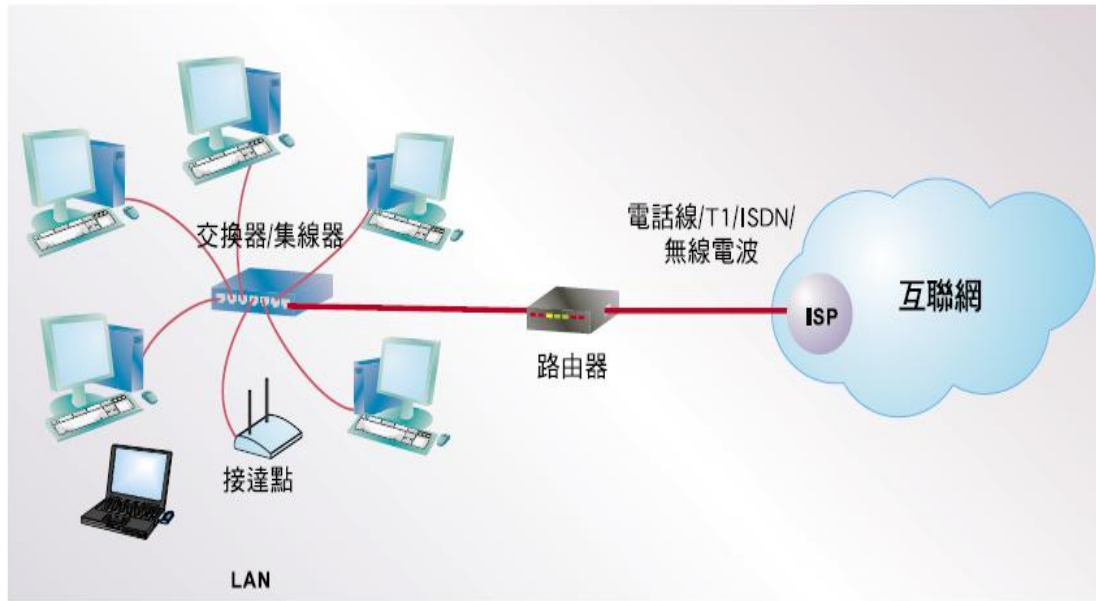 交換器/集線器
電話線/T1/ISDN/
無線電波
ISP
互聯網
路由器
接達點
LAN